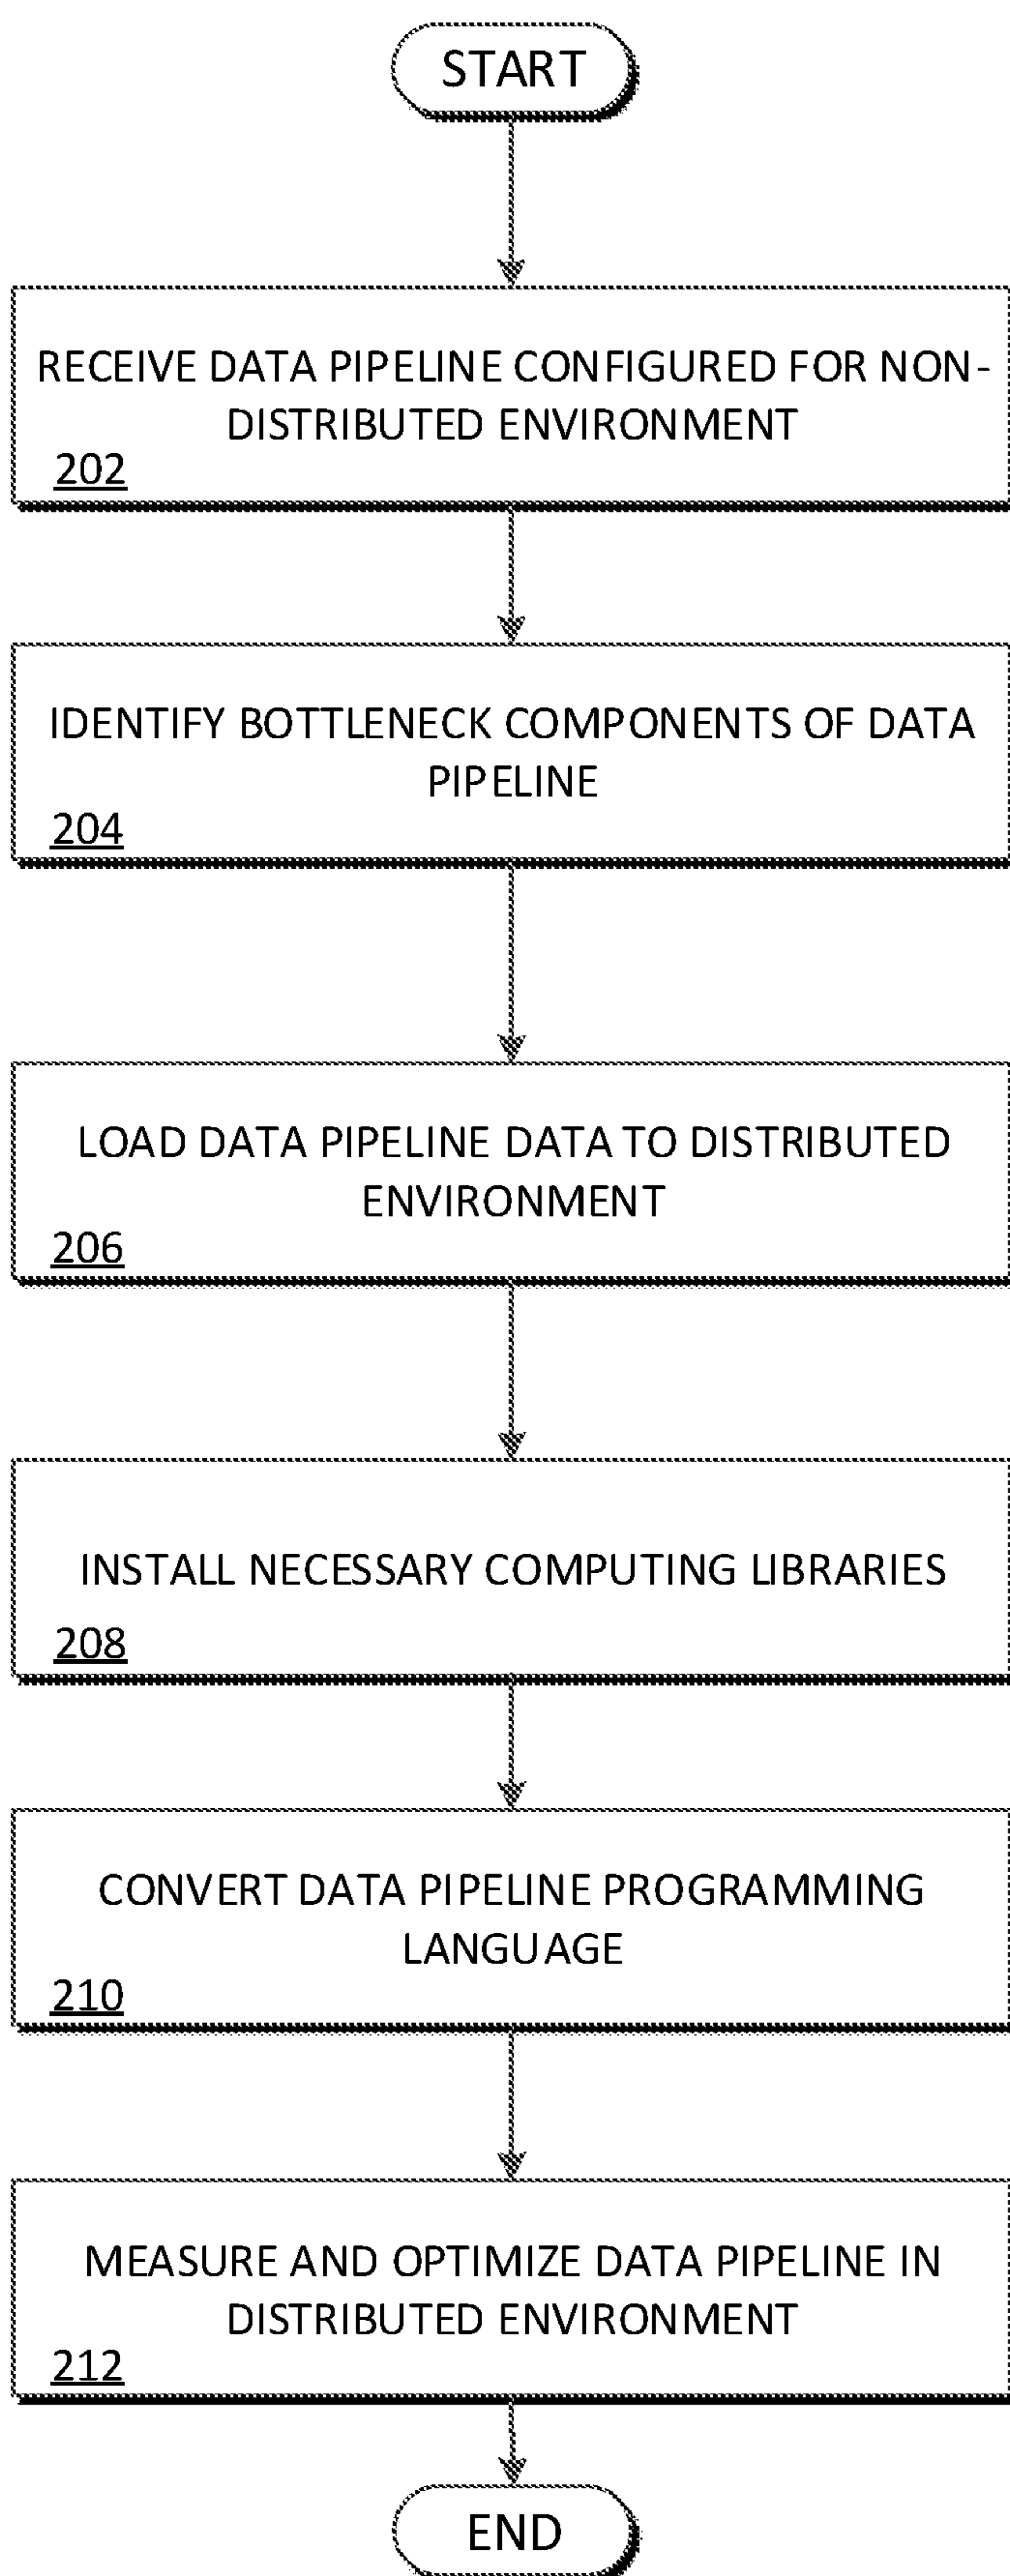 START
RECEIVE DATA PIPELINE CONFIGURED FOR NON-
DISTRIBUTED ENVIRONMENT
202
IDENTIFY BOTTLENECK COMPONENTS OF DATA
PIPELINE
204
LOAD DATA PIPELINE DATA TO DISTRIBUTED
ENVIRONMENT
206
INSTALL NECESSARY COMPUTING LIBRARIES
208
CONVERT DATA PIPELINE PROGRAMMING
LANGUAGE
210
MEASURE AND OPTIMIZE DATA PIPELINE IN
DISTRIBUTED ENVIRONMENT
212
END